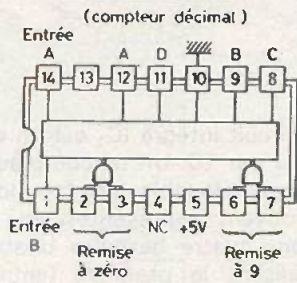 (compteur décimal)
Entrée
A A D B C
14 13 12 11 10 9 8
1 2 3 4 5 6 7
Entrée B
NC +5V
Remise à zéro
Remise à 9